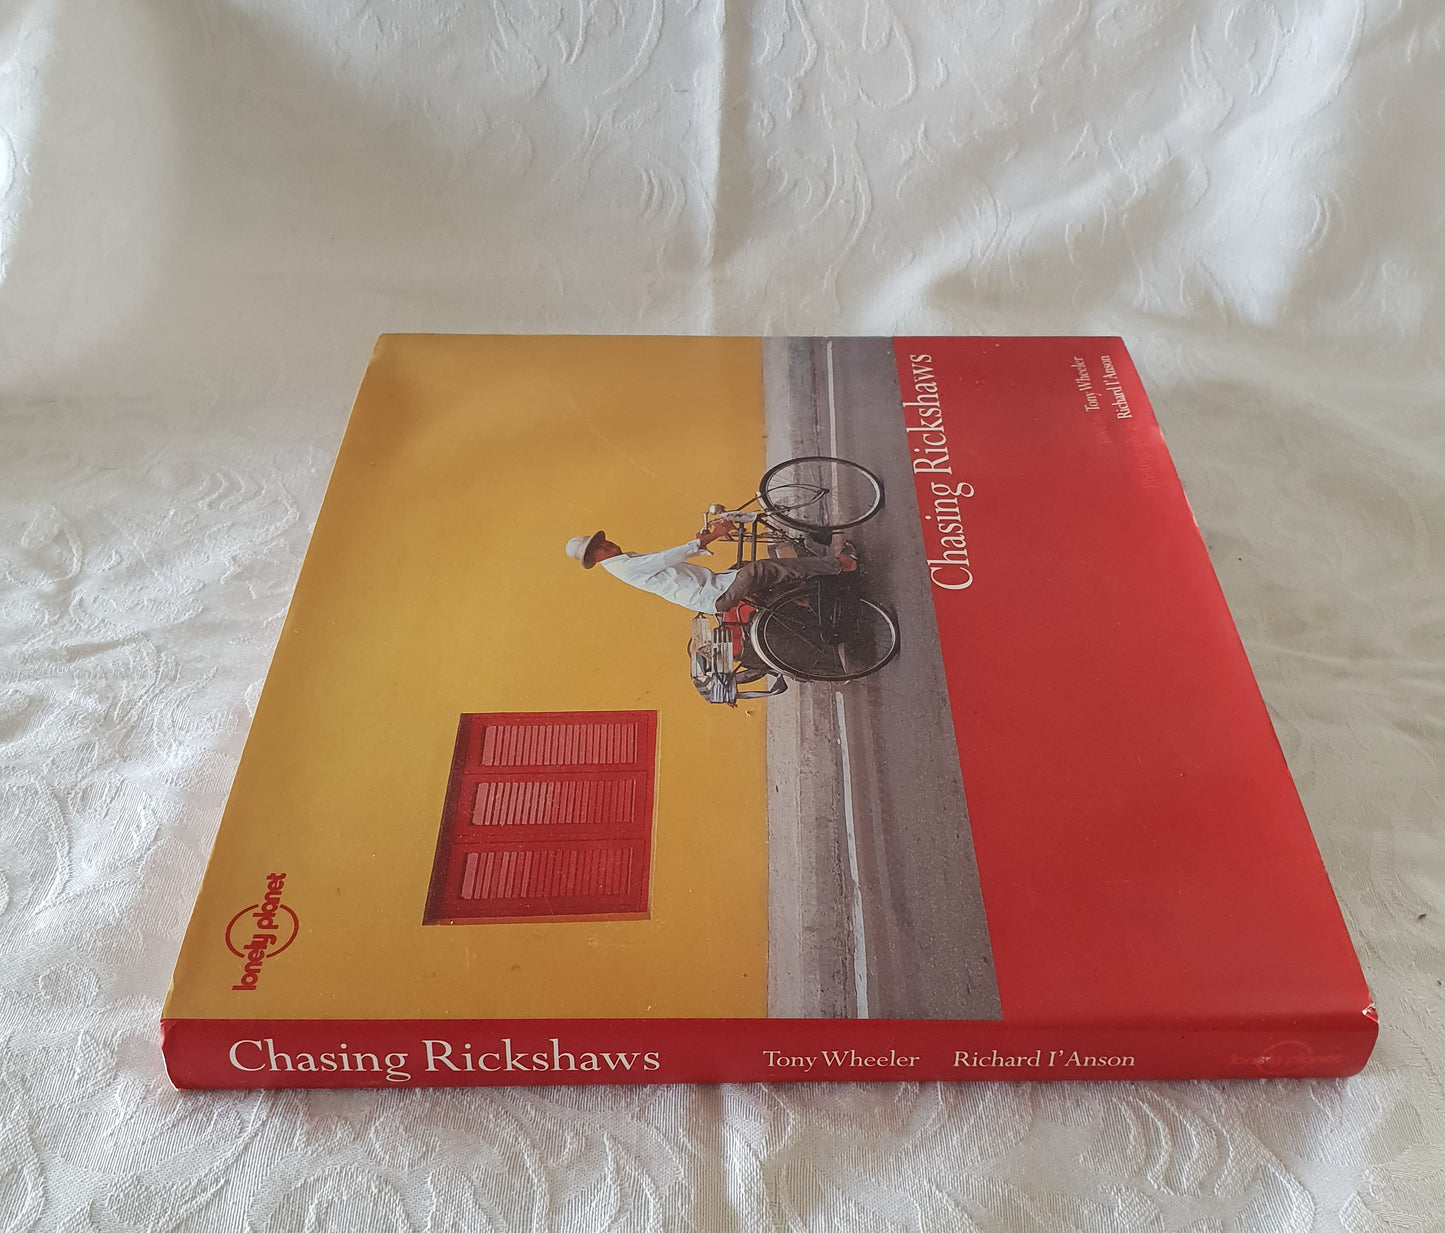 Chasing Rickshaws
Tony Wheeler
Richard I'Anson
lonely planet
Chasing Rickshaws Tony Wheeler Richard I'Anson lonely planet